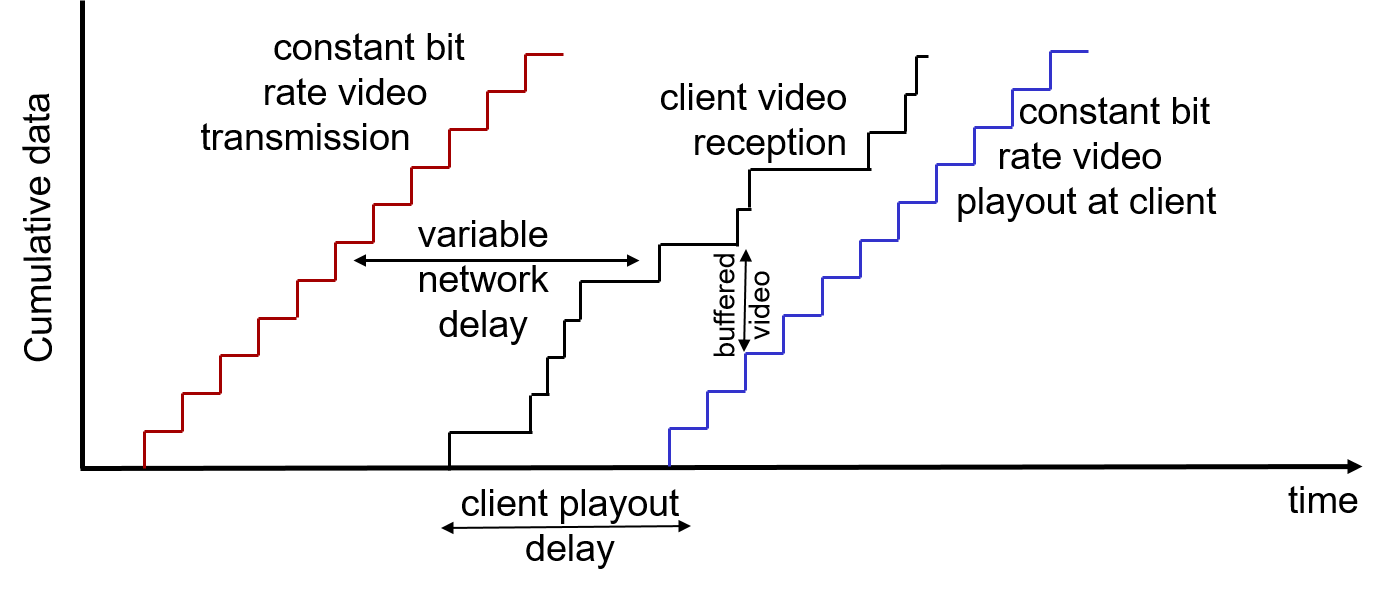 constant bit
rate video
transmission
client video
reception
constant bit
rate video
playout at client
Cumulative data
variable
network
delay
buffered
video
client playout
delay
time